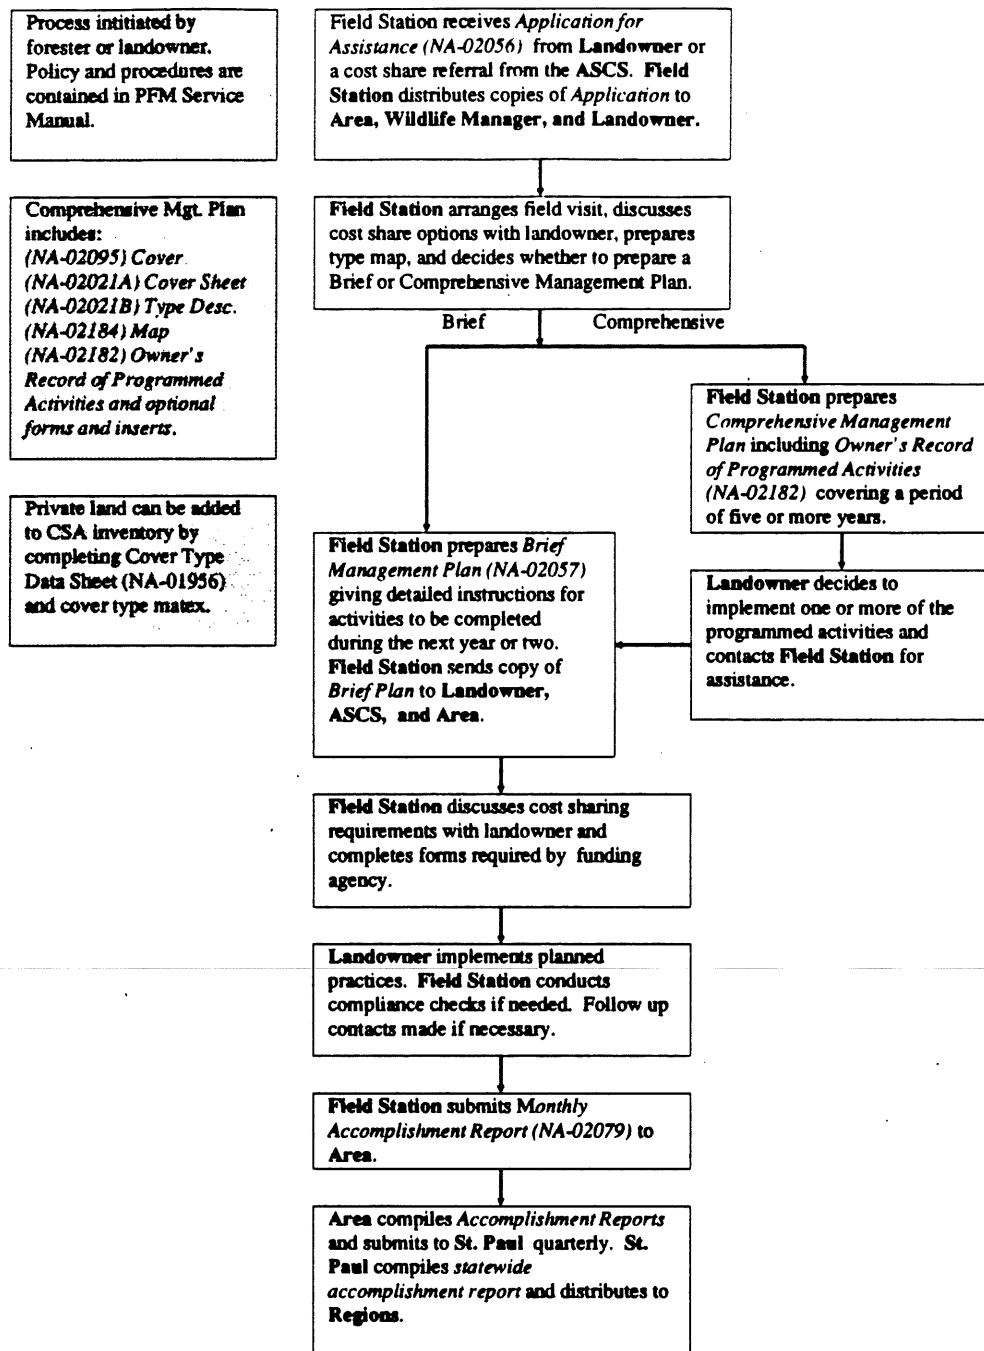 Process intitiated by
forester or landowner.
Policy and procedures are
contained in PFM Service
Manual.
Comprehensive Mgt. Plan
includes:
(NA-02095) Cover
(NA-02021A) Cover Sheet
(NA-02021B) Type Desc.
(NA-02184) Map
(NA-02182) Owner's
Record of Programmed
Activities and optional
forms and inserts.
Private land can be added
to CSA inventory by
completing Cover Type
Data Sheet (NA-01956)
and cover type matex.
Field Station receives Application for
Assistance (NA-02056) from Landowner or
a cost share referral from the ASCS. Field
Station distributes copies of Application to
Area, Wildlife Manager, and Landowner.
Field Station arranges field visit, discusses
cost share options with landowner, prepares
type map, and decides whether to prepare a
Brief or Comprehensive Management Plan.
Brief
Comprehensive
Field Station prepares
Comprehensive Management
Plan including Owner's Record
of Programmed Activities
(NA-02182) covering a period
of five or more years.
Landowner decides to
implement one or more of the
programmed activities and
contacts Field Station for
assistance.
Field Station prepares Brief
Management Plan (NA-02057)
giving detailed instructions for
activities to be completed
during the next year or two.
Field Station sends copy of
Brief Plan to Landowner,
ASCS, and Area.
Field Station discusses cost sharing
requirements with landowner and
completes forms required by funding
agency.
Landowner implements planned
practices. Field Station conducts
compliance checks if needed. Follow up
contacts made if necessary.
Field Station submits Monthly
Accomplishment Report (NA-02079) to
Area.
Area compiles Accomplishment Reports
and submits to St. Paul quarterly. St.
Paul compiles statewide
accomplishment report and distributes to
Regions.